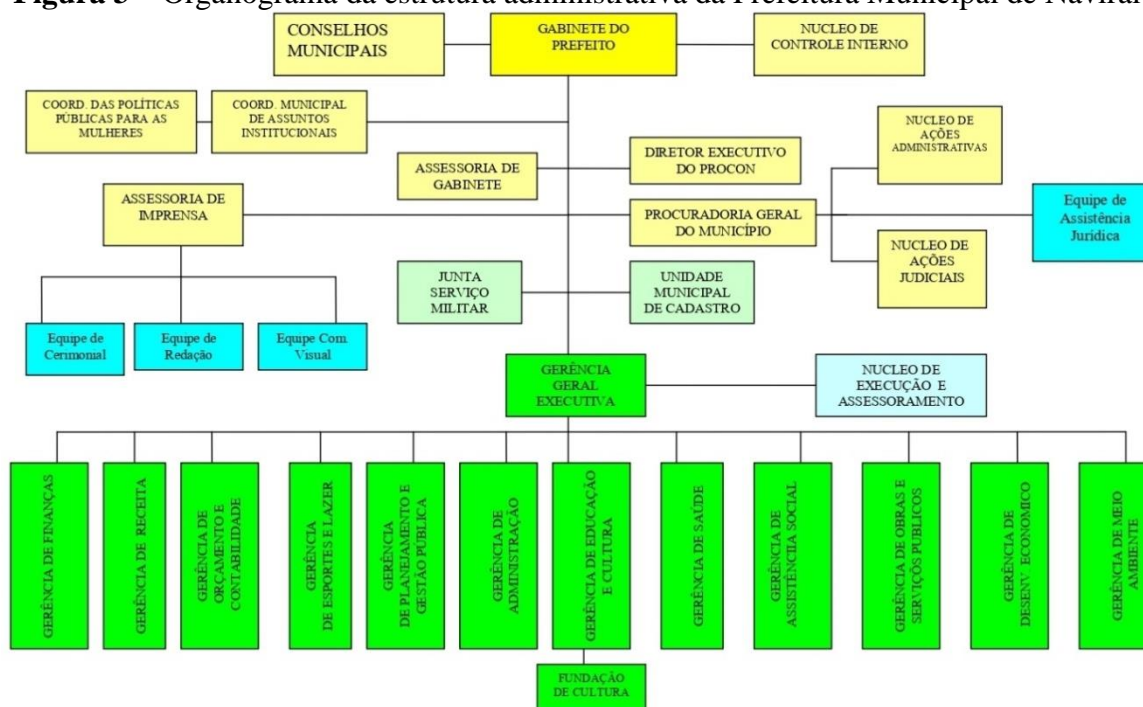 Figura 3 – Organograma da estrutura administrativa da Prefeitura Municipal de Naviraí
CONSELHOS
MUNICIPAIS
GABINETE DO
PREFEITO
NUCLEO DE
CONTROLE INTERNO
COORD. DAS POLÍTICAS
PÚBLICAS PARA AS
MULHERES
COORD. MUNICIPAL
DE ASSUNTOS
INSTITUCIONAIS
NUCLEO DE
AÇÕES
ADMINISTRATIVAS
ASSESSORIA DE
GABINETE
DIRETOR EXECUTIVO
DO PROCON
ASSESSORIA DE
IMPRENSA
PROCURADORIA GERAL
DO MUNICÍPIO
Equipe de
Assistência
Jurídica
NUCLEO DE
AÇÕES
JUDICIAIS
JUNTA
SERVIÇO
MILITAR
UNIDADE
MUNICIPAL
DE CADASTRO
Equipe de
Cerimonial
Equipe de
Redação
Equipe Com.
Visual
GERÊNCIA
GERAL
EXECUTIVA
NUCLEO DE
EXECUÇÃO E
ASSESSORAMENTO
GERÊNCIA DE FINANÇAS
GERÊNCIA DE RECEITA
GERÊNCIA DE
ORÇAMENTO E
CONTABILIDADE
GERÊNCIA
DE ESPORTES E LAZER
GERÊNCIA
DE PLANEJAMENTO E
GESTÃO PÚBLICA
GERÊNCIA DE
ADMINISTRAÇÃO
GERÊNCIA DE EDUCAÇÃO
E CULTURA
GERÊNCIA DE SAÚDE
GERÊNCIA DE
ASSISTÊNCIIA SOCIAL
GERÊNCIA DE OBRAS E
SERVIÇÕS PUBLICOS
GERÊNCIA DE
DESENV. ECONOMICO
GERÊNCIA DE MEIO
AMBIENTE
FUNDAÇÃO
DE CULTURA